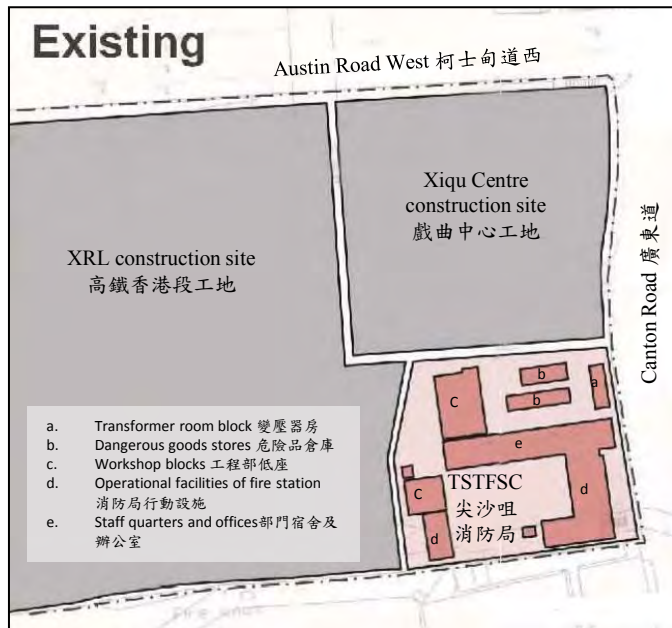 Existing
Austin Road West 柯士甸道西
Xiqu Centre
construction site
戲曲中心工地
Canton Road 廣東道
XRL construction site
高鐵香港段工地
a. Transformer room block 變壓器房
b. Dangerous goods stores 危險品倉庫
c. Workshop blocks 工程部低座
d. Operational facilities of fire station
消防局行動設施
e. Staff quarters and offices部門宿舍及
辦公室
b
a
C
b
e
C
TSTFSC
尖沙咀
消防局
d
d